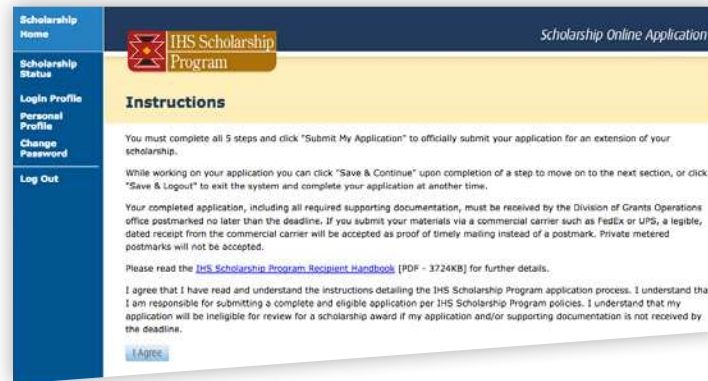 Scholarship
Home
Scholarship
Status
Login Profile
Personal
Profile
Change
Password
Log Out
IHS Scholarship
Program
Scholarship Online Application
Instructions
You must complete all 5 steps and click "Submit My Application" to officially submit your application for an extension of your
scholarship.
While working on your application you can click "Save & Continue" upon completion of a step to move on to the next section, or click
"Save & Logout" to exit the system and complete your application at another time.
Your completed application, including all required supporting documentation, must be received by the Division of Grants Operations
office postmarked no later than the deadline. If you submit your materials via a commercial carrier such as FedEx or UPS, a legible,
dated receipt from the commercial carrier will be accepted as proof of timely mailing instead of a postmark. Private metered
postmarks will not be accepted.
Please read the IHS Scholarship Program Recipient Handbook [PDF - 3724KB] for further details.
I agree that I have read and understand the instructions detailing the IHS Scholarship Program application process. I understand tha
I am responsible for submitting a complete and eligible application per IHS Scholarship Program policies. I understand that my
application will be ineligible for review for a scholarship award if my application and/or supporting documentation is not received by
the deadline.
I Agree